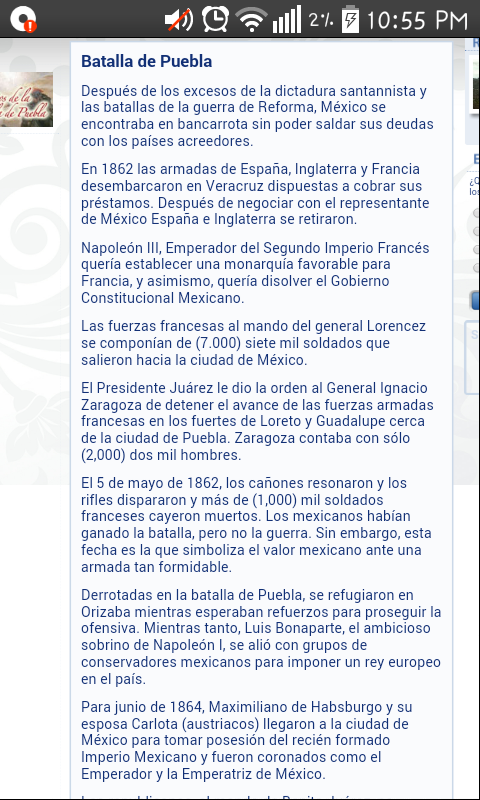 2% 10:55 PM
Batalla de Puebla
Después de los excesos de la dictadura santannista y
las batallas de la guerra de Reforma, México se
encontraba en bancarrota sin poder saldar sus deudas
con los países acreedores.
En 1862 las armadas de España, Inglaterra y Francia
desembarcaron en Veracruz dispuestas a cobrar sus
préstamos. Después de negociar con el representante
de México España e Inglaterra se retiraron.
Napoleón III, Emperador del Segundo Imperio Francés
quería establecer una monarquía favorable para
Francia, y asimismo, quería disolver el Gobierno
Constitucional Mexicano.
Las fuerzas francesas al mando del general Lorencez
se componían de (7.000) siete mil soldados que
salieron hacia la ciudad de México.
El Presidente Juárez le dio la orden al General Ignacio
Zaragoza de detener el avance de las fuerzas armadas
francesas en los fuertes de Loreto y Guadalupe cerca
de la ciudad de Puebla. Zaragoza contaba con sólo
(2,000) dos mil hombres.
El 5 de mayo de 1862, los cañones resonaron y los
rifles dispararon y más de (1,000) mil soldados
franceses cayeron muertos. Los mexicanos habían
ganado la batalla, pero no la guerra. Sin embargo, esta
fecha es la que simboliza el valor mexicano ante una
armada tan formidable.
Derrotadas en la batalla de Puebla, se refugiaron en
Orizaba mientras esperaban refuerzos para proseguir la
ofensiva. Mientras tanto, Luis Bonaparte, el ambicioso
sobrino de Napoleón I, se alió con grupos de
conservadores mexicanos para imponer un rey europeo
en el país.
Para junio de 1864, Maximiliano de Habsburgo y su
esposa Carlota (austriacos) llegaron a la ciudad de
México para tomar posesión del recién formado
Imperio Mexicano y fueron coronados como el
Emperador y la Emperatriz de México.